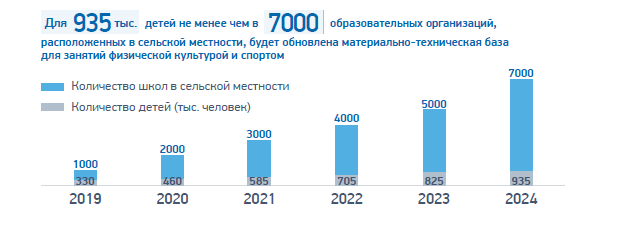 Для 935 тыс. детей не менее чем в 7000 образовательных организаций,
расположенных в сельской местности, будет обновлена материально-техническая база
для занятий физической культурой и спортом
Количество школ в сельской местности
Количество детей (тыс. человек)
1000 2000 3000 4000 5000 7000
330 460 585 705 825 935
2019 2020 2021 2022 2023 2024